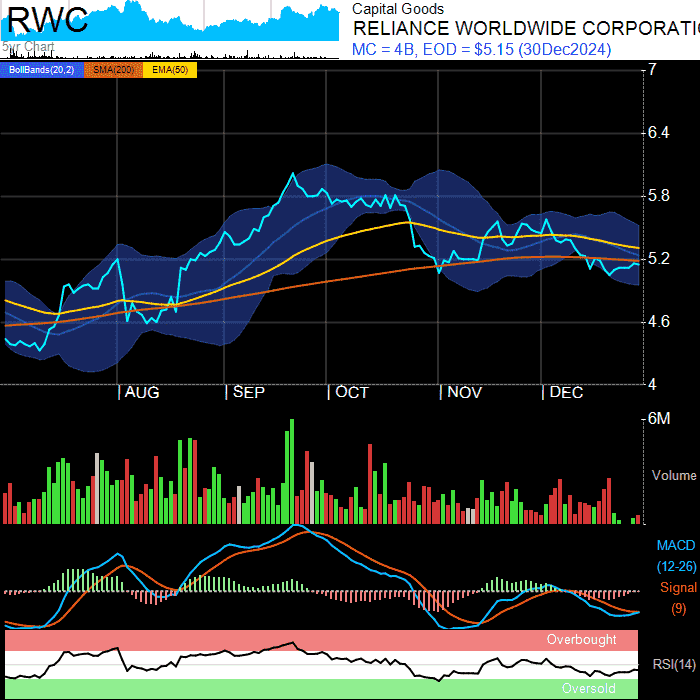 RWC
5yr Chart
Capital Goods
RELIANCE WORLDWIDE CORPORATI
MC = 4B, EOD = $5.15 (30Dec2024)
BollBands(20,2) SMA(200) EMA(50)
7
6.4
5.8
5.2
4.6
4
AUG SEP OCT NOV DEC
6M
Volume
MACD
(12-26)
Signal
(9)
Overbought
RSI(14)
Oversold